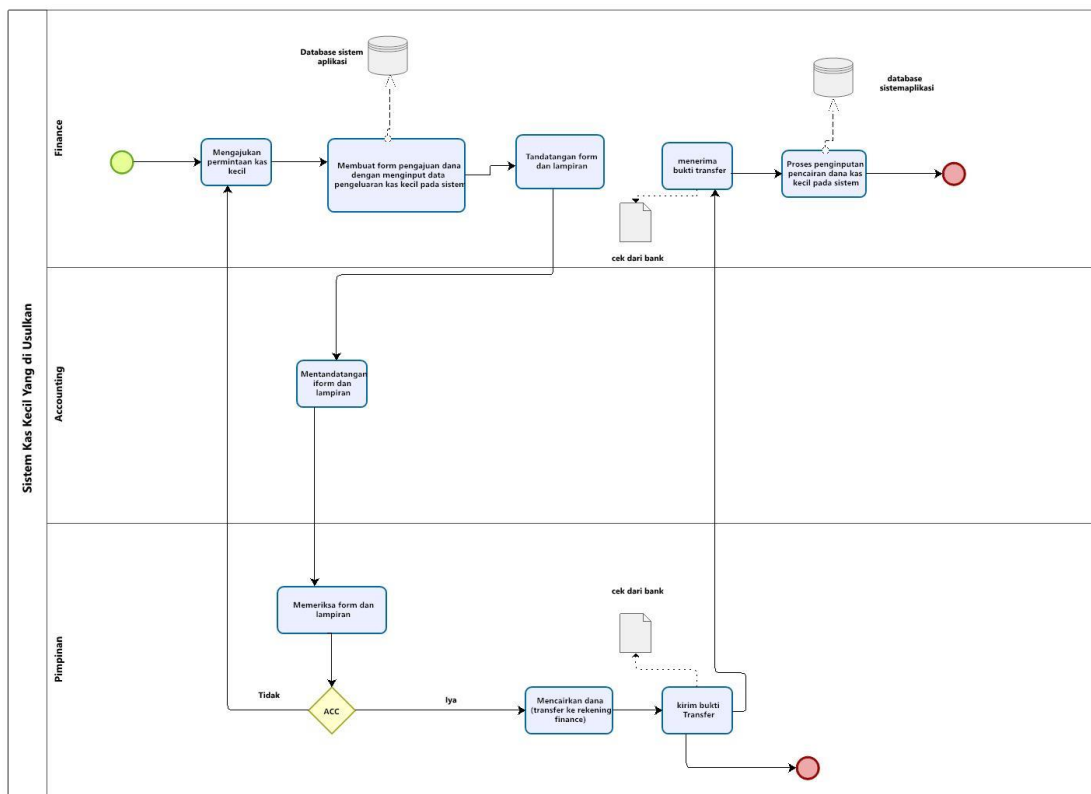 Sistem Kas Kecil Yang di Usulkan
Finance
Database sistem
aplikasi
database
sistemaplikasi
Mengajukan
permintaan kas
kecil
Membuat form pengajuan dana
dengan menginput data
pengeluaran kas kecil pada sistem
Tandatangan form
dan lampiran
menerima
bukti transfer
Proses penginputan
pencairan dana kas
kecil pada sistem
cek dari bank
Accounting
Mentandatangan
iform dan
lampiran
Pimpinan
Memeriksa form dan
lampiran
cek dari bank
Tidak
ACC
Iya
Mencairkan dana
(transfer ke rekening
finance)
kirim bukti
Transfer